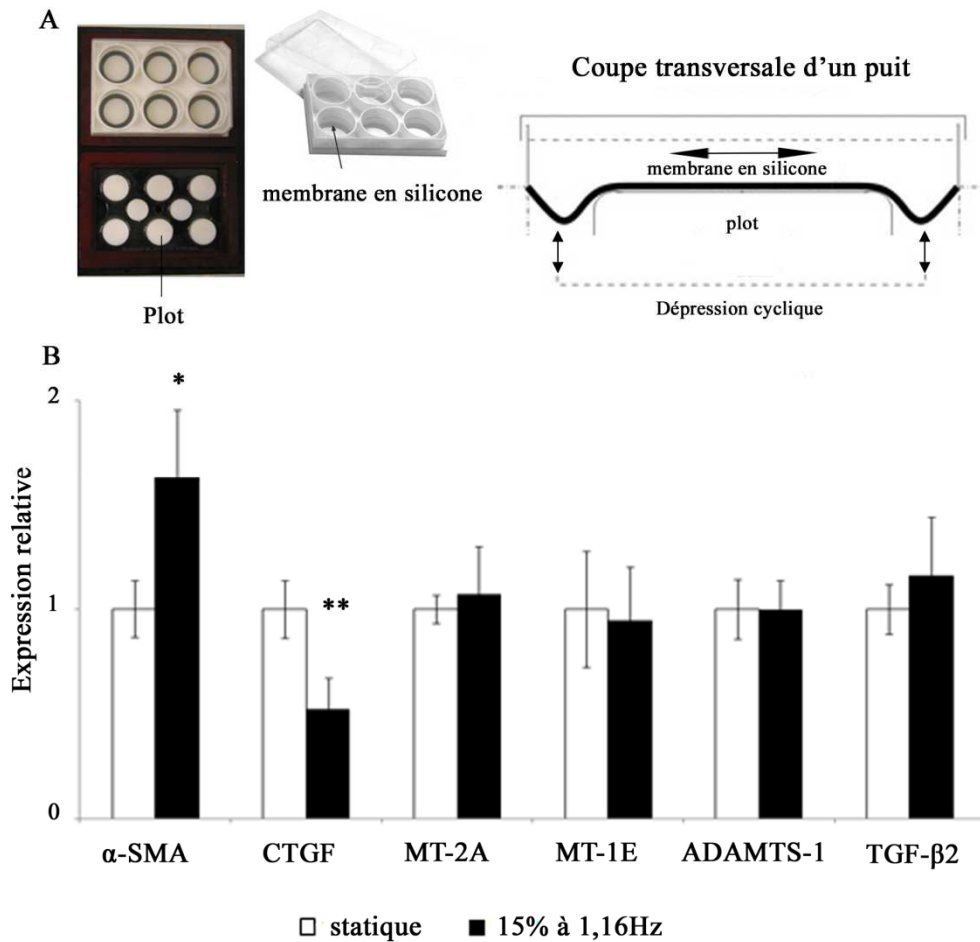 A
membrane en silicone
Plot
Coupe transversale d’un puit
membrane en silicone
plot
Dépression cyclique
B
Expression relative
2
1
0
*
**
α-SMA CTGF MT-2A MT-1E ADAMTS-1 TGF-β2
statique 15% à 1,16Hz